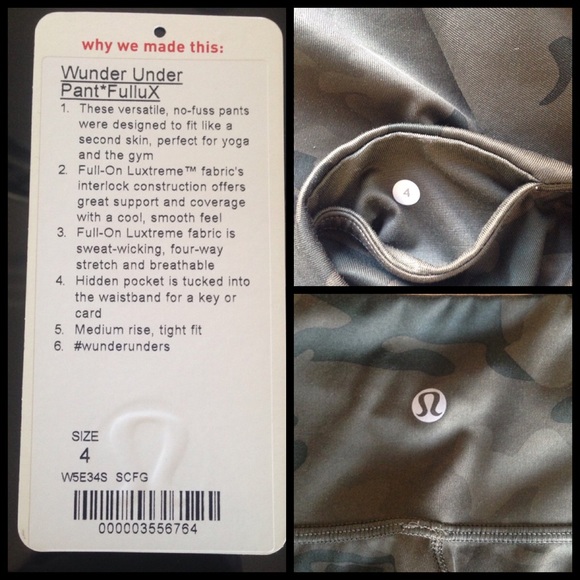 why we made this:
Wunder Under
Pant*FulluX
1. These versatile, no-fuss pants
were designed to fit like a
second skin, perfect for yoga
and the gym
2. Full-On Luxtreme™ fabric's
interlock construction offers
great support and coverage
with a cool, smooth feel
3. Full-On Luxtreme fabric is
sweat-wicking, four-way
stretch and breathable
4. Hidden pocket is tucked into
the waistband for a key or
card
5. Medium rise, tight fit
6. #wunderunders
SIZE
4
W5E34S SCFG
000003556764
4